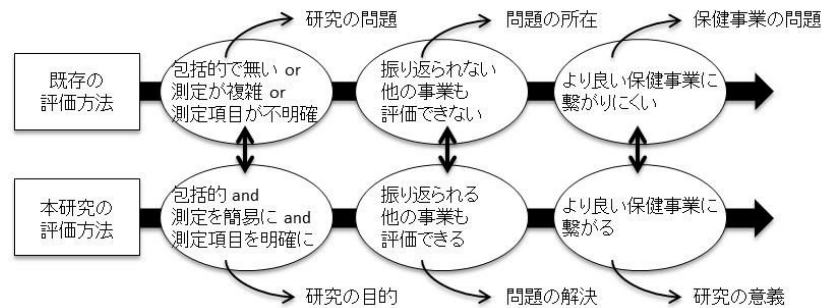 研究の問題
問題の所在
保健事業の問題
既存の
評価方法
包括的で無い or
測定が複雑 or
測定項目が不明確
振り返られない
他の事業も
評価できない
より良い保健事業に
繋がりにくい
本研究の
評価方法
包括的 and
測定を簡易に and
測定項目を明確に
振り返られる
他の事業も
評価できる
より良い保健事業に
繋がる
研究の目的
問題の解決
研究の意義